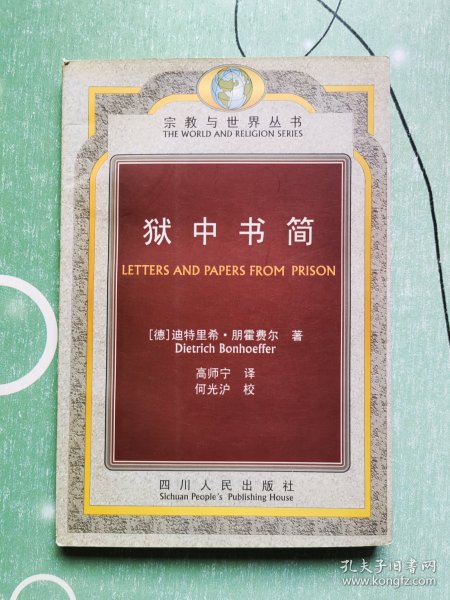 宗教与世界丛书
THE WORLD AND RELIGION SERIES
狱中书简
LETTERS AND PAPERS FROM PRISON
[德]迪特里希·朋霍费尔 著
Dietrich Bonhoeffer
高师宁 译
何光沪 校
四川人民出版社
Sichuan People's Publishing House
孔夫子旧书网
www.kongfz.com